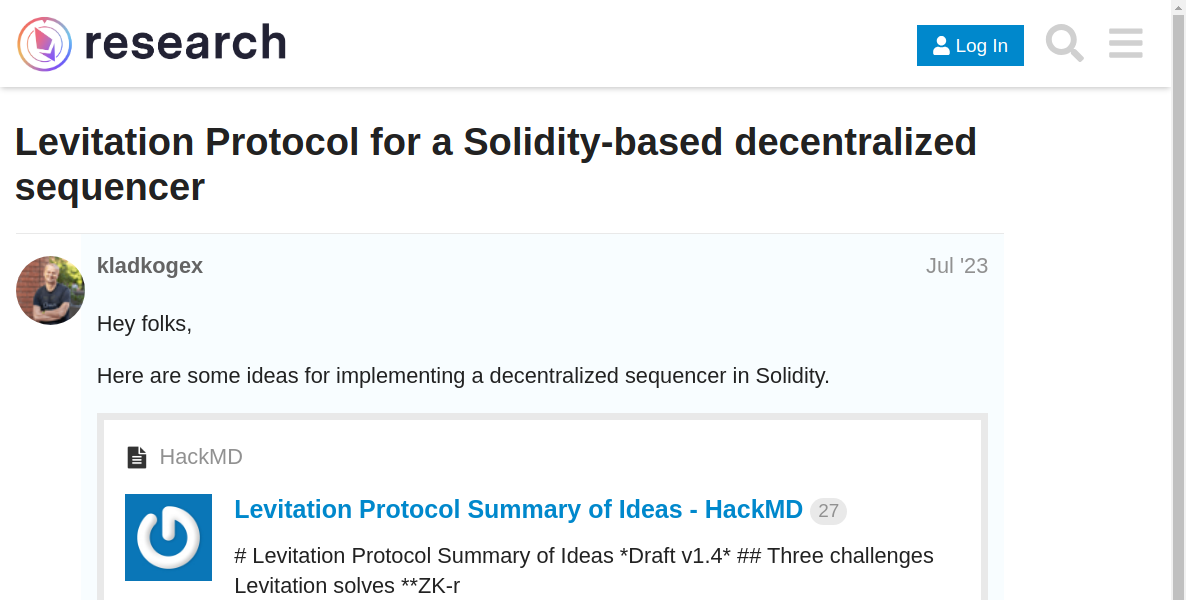 research
Log In
Levitation Protocol for a Solidity-based decentralized
sequencer
kladkogex
Jul '23
Hey folks,
Here are some ideas for implementing a decentralized sequencer in Solidity.
HackMD
Levitation Protocol Summary of Ideas - HackMD 27
# Levitation Protocol Summary of Ideas *Draft v1.4* ## Three challenges
Levitation solves **ZK-r